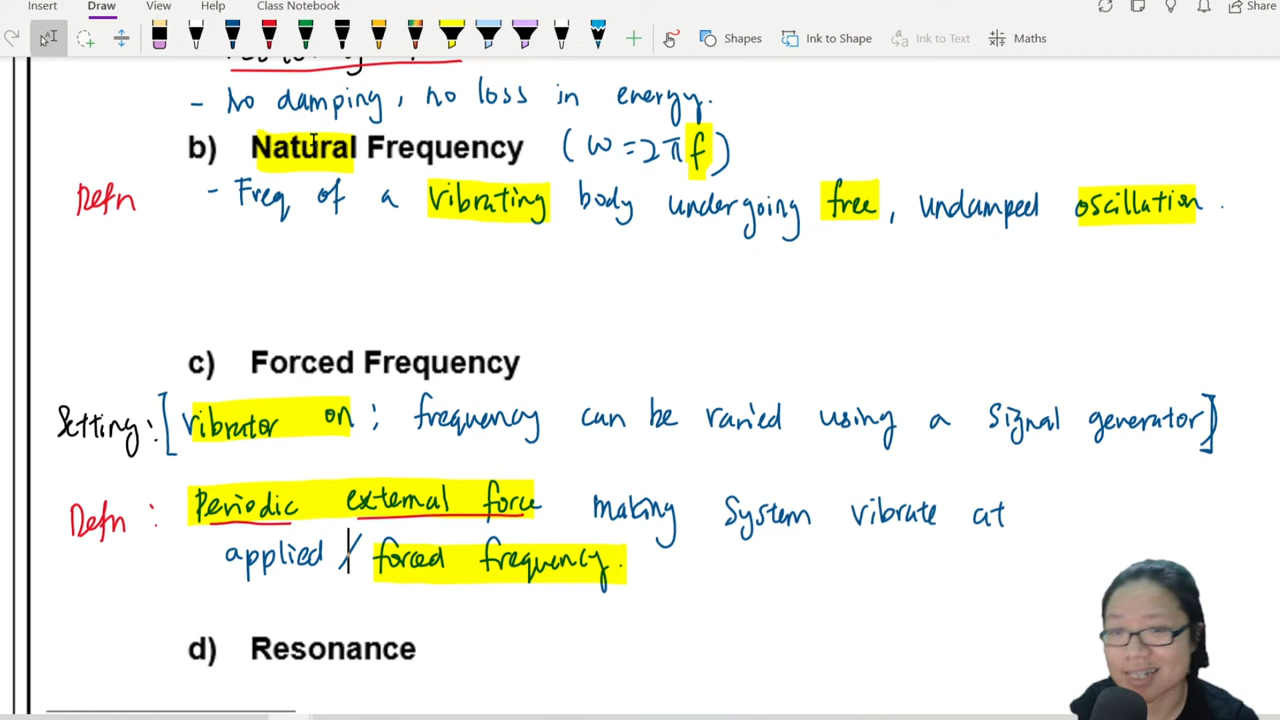 Insert Draw View Help Class Notebook Share
Shapes Ink to Shape Ink to Text Maths
- No damping, no loss in energy.
b) Natural Frequency (ω = 2πf)
Defn - Freq of a vibrating body undergoing free, undamped oscillation.
c) Forced Frequency
Setting: [vibrator on; frequency can be varied using a signal generator]
Defn: Periodic external force making system vibrate at
applied / forced frequency.
d) Resonance